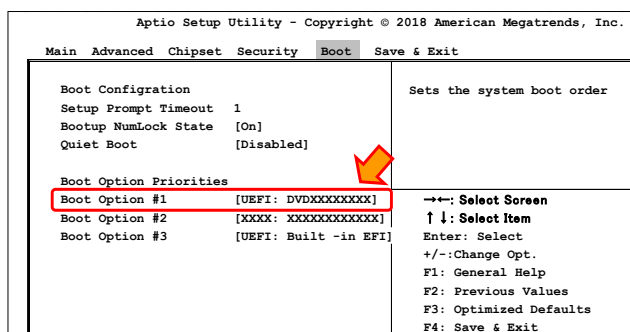 Aptio Setup Utility - Copyright © 2018 American Megatrends, Inc.
Main Advanced Chipset Security Boot Save & Exit
Boot Configration
Setup Prompt Timeout 1
Bootup NumLock State [On]
Quiet Boot [Disabled]
Boot Option Priorities
Boot Option #1 [UEFI: DVDXXXXXXXX]
Boot Option #2 [XXXX: XXXXXXXXXXXX]
Boot Option #3 [UEFI: Built -in EFI]
Sets the system boot order
→←: Select Screen
↑↓: Select Item
Enter: Select
+/-:Change Opt.
F1: General Help
F2: Previous Values
F3: Optimized Defaults
F4: Save & Exit